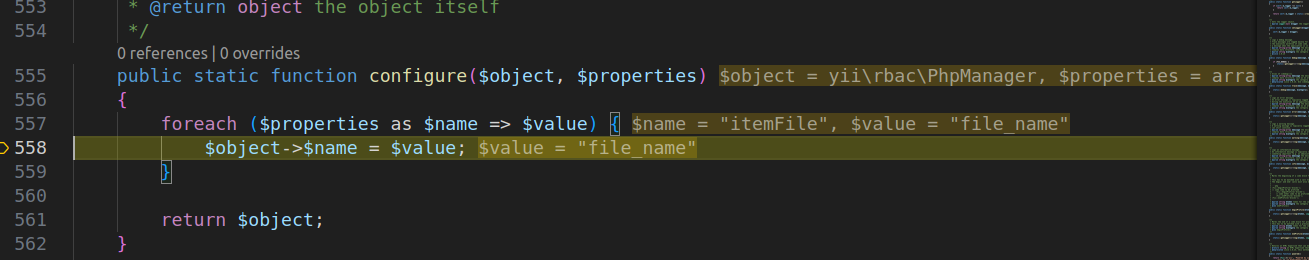 553 * @return object the object itself
554 */
0 references | 0 overrides
555 public static function configure($object, $properties) $object = yii\rbac\PhpManager, $properties = arra
556 {
557 foreach ($properties as $name => $value) { $name = "itemFile", $value = "file_name"
558 $object->$name = $value; $value = "file_name"
559 }
560
561 return $object;
562 }